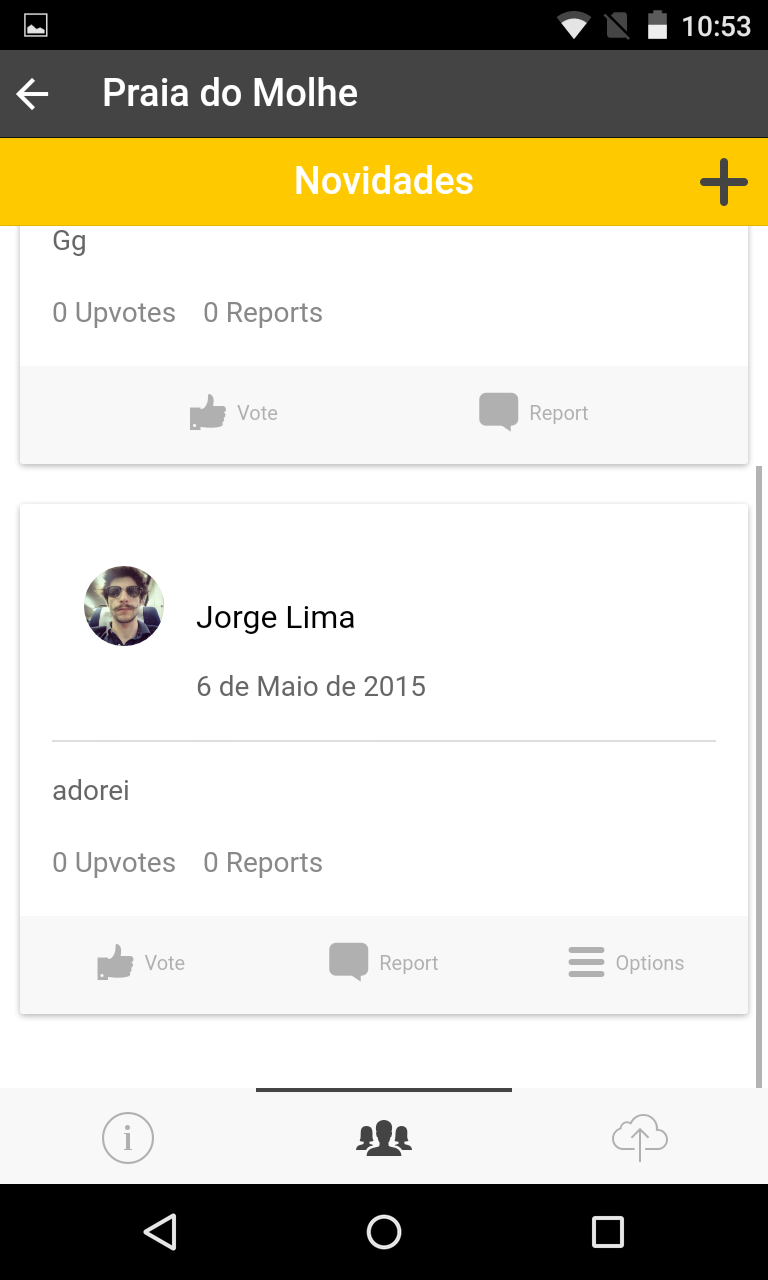 10:53
Praia do Molhe
Novidades
Gg
0 Upvotes 0 Reports
Vote Report
Jorge Lima
6 de Maio de 2015
adorei
0 Upvotes 0 Reports
Vote Report Options
i